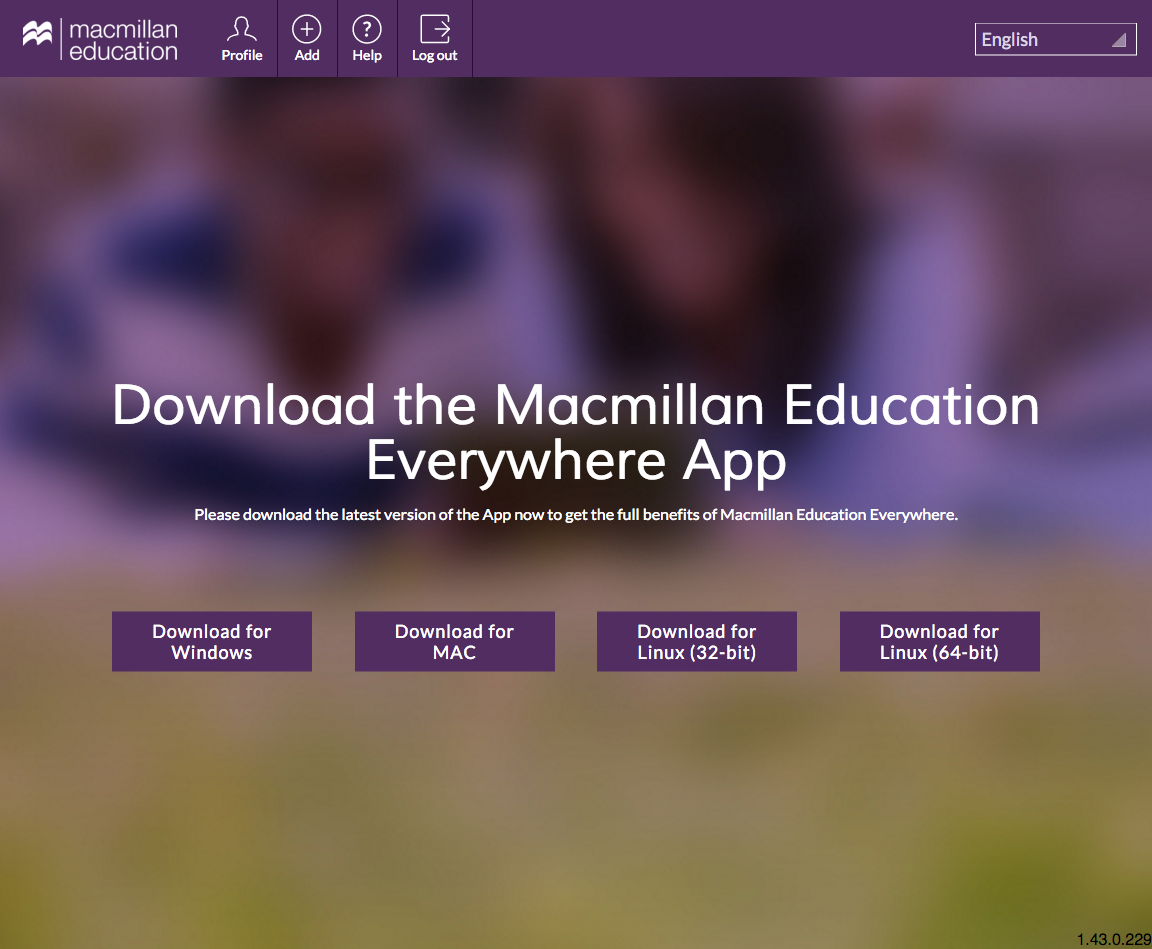 macmillan
education
Profile
Add
Help
Log out
English
Download the Macmillan Education
Everywhere App
Please download the latest version of the App now to get the full benefits of Macmillan Education Everywhere.
Download for
Windows
Download for
MAC
Download for
Linux (32-bit)
Download for
Linux (64-bit)
1.43.0.229